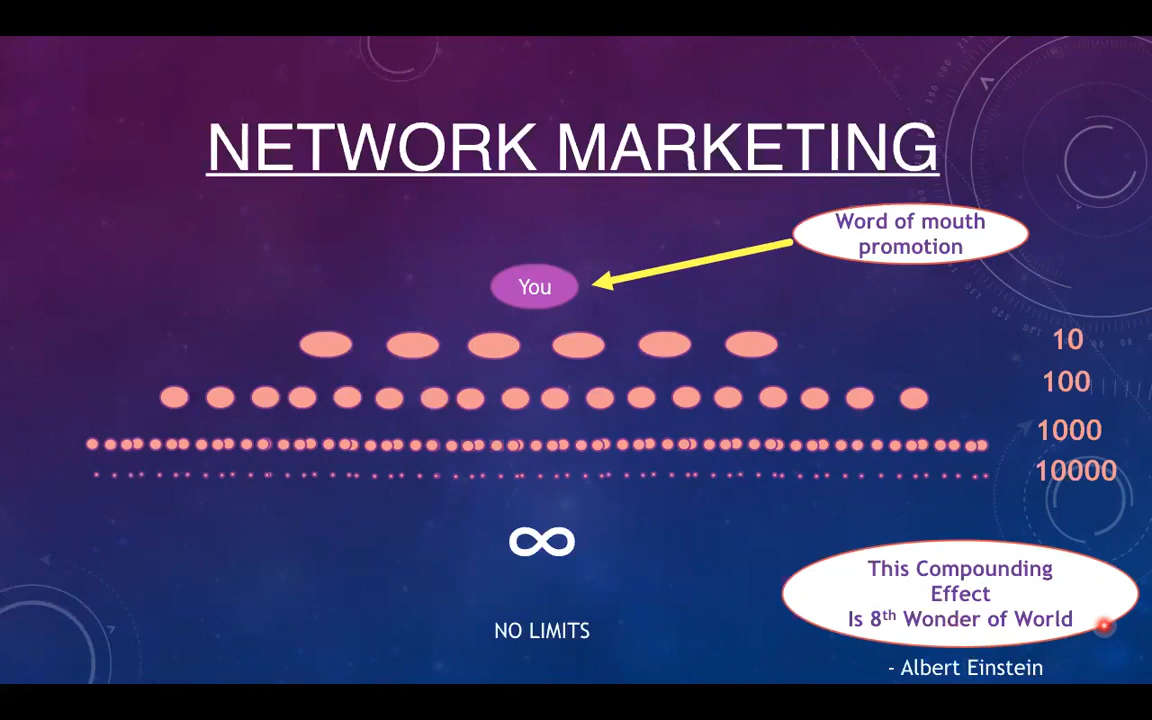 NETWORK MARKETING
Word of mouth
promotion
You
10
100
1000
10000
∞
This Compounding
Effect
Is 8th Wonder of World
NO LIMITS
- Albert Einstein